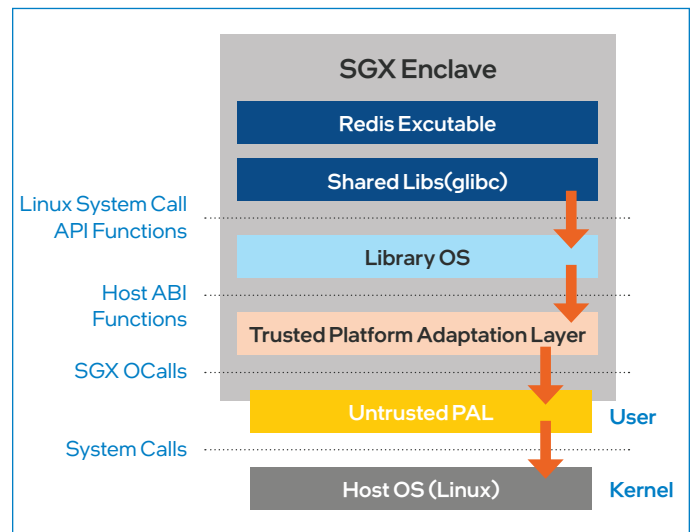 SGX Enclave
Redis Excutable
Shared Libs(glibc)
Linux System Call
API Functions
Library OS
Host ABI
Functions
Trusted Platform Adaptation Layer
SGX OCalls
Untrusted PAL
User
System Calls
Host OS (Linux)
Kernel